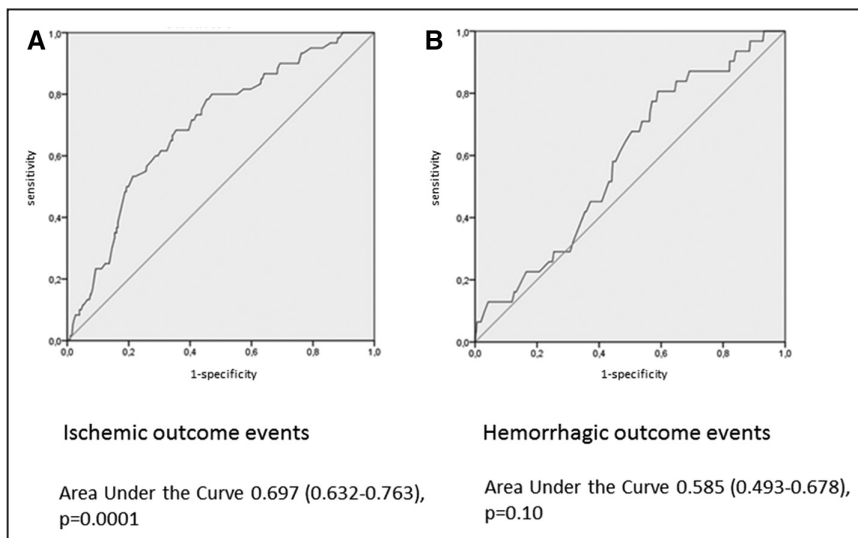 A
1,0
0,8
0,6
0,4
0,2
0,0
sensitivity
0,0 0,2 0,4 0,6 0,8 1,0
1-specificity
Ischemic outcome events
Area Under the Curve 0.697 (0.632-0.763),
p=0.0001
B
1,0
0,8
0,6
0,4
0,2
0,0
sensitivity
0,0 0,2 0,4 0,6 0,8 1,0
1-specificity
Hemorrhagic outcome events
Area Under the Curve 0.585 (0.493-0.678),
p=0.10